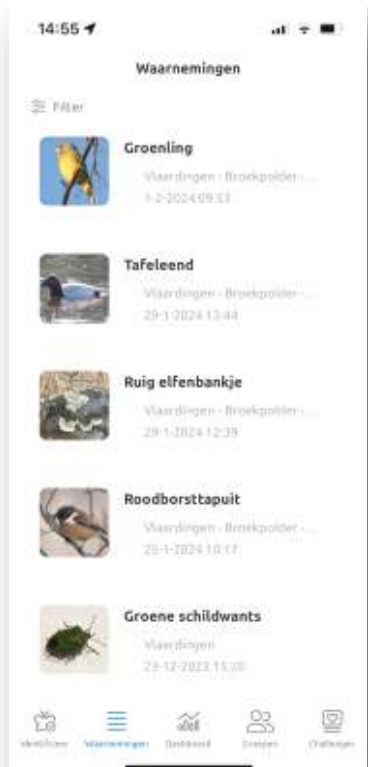 14:55
Waarnemingen
Filter
Groenling
Vlaardingen - Broekpolder - ...
1-2-2024 09:53
Tafeleend
Vlaardingen - Broekpolder - ...
29-1-2024 13:44
Ruig elfenbankje
Vlaardingen - Broekpolder - ...
29-1-2024 12:39
Roodborsttapuit
Vlaardingen - Broekpolder - ...
25-1-2024 10:17
Groene schildwants
Vlaardingen
23-12-2023 15:20
Identificatie Waarnemingen Dashboard Groepen Challenges